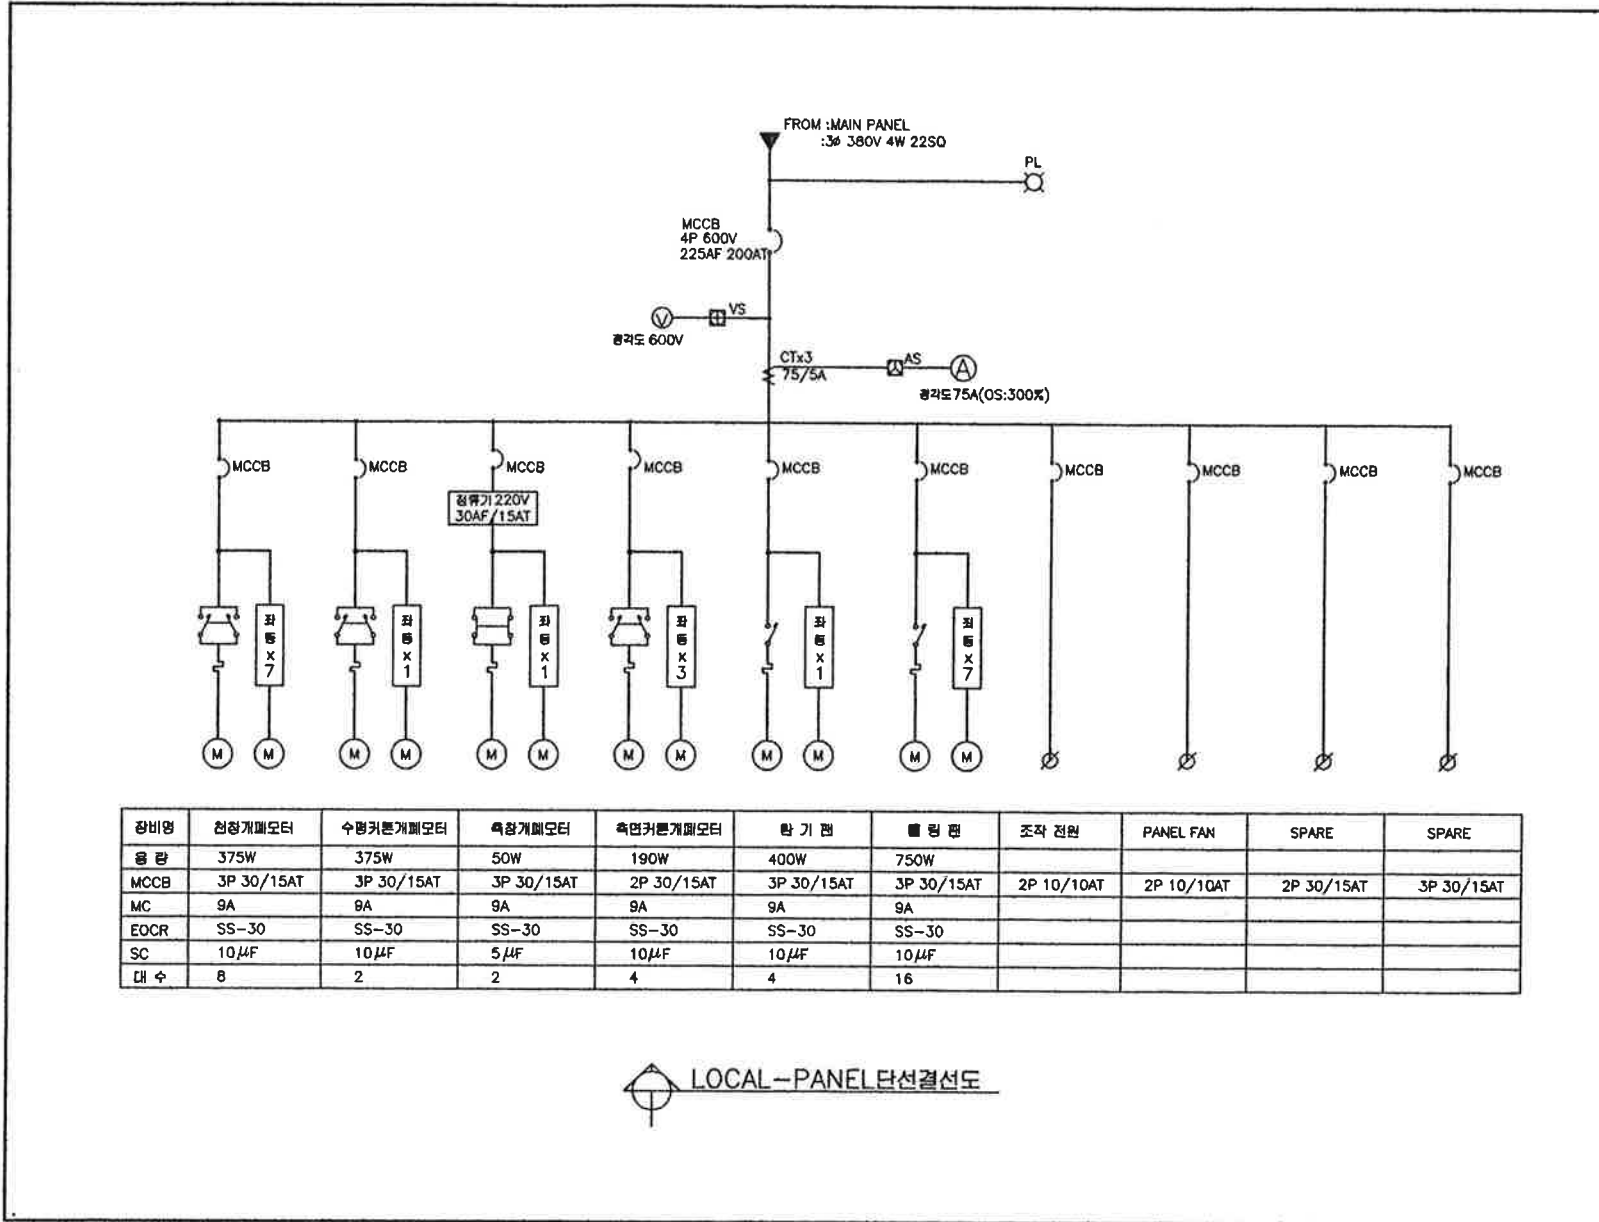 FROM :MAIN PANEL
:3ø 380V 4W 22SQ
PL
MCCB
4P 600V
225AF 200AT
VS
V
광각도 600V
CTx3
75/5A
AS
A
광각도75A(OS:300%)
MCCB MCCB MCCB MCCB MCCB MCCB MCCB MCCB MCCB MCCB
정류기 220V
30AF/15AT
좌동x7 좌동x1 좌동x1 좌동x3 좌동x1 좌동x7
M M M M M M M M M M M M
장비명 천창개폐모터 수평커튼개폐모터 측창개폐모터 측면커튼개폐모터 환 기 팬 조작 전원 PANEL FAN SPARE SPARE
용 량 375W 375W 50W 190W 400W 750W
MCCB 3P 30/15AT 3P 30/15AT 3P 30/15AT 2P 30/15AT 3P 30/15AT 3P 30/15AT 2P 10/10AT 2P 10/10AT 2P 30/15AT 3P 30/15AT
MC 9A 9A 9A 9A 9A 9A
EOCR SS-30 SS-30 SS-30 SS-30 SS-30 SS-30
SC 10µF 10µF 5µF 10µF 10µF 10µF
대 수 8 2 2 4 4 16
LOCAL-PANEL단선결선도